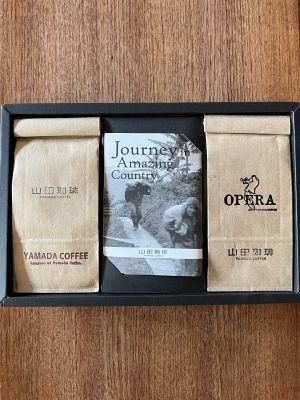 山田珈琲
YAMADA COFFEE
YAMADA COFFEE
Journey in
Amazing
Country
山田珈琲
OPERA
山田珈琲
YAMADA COFFEE